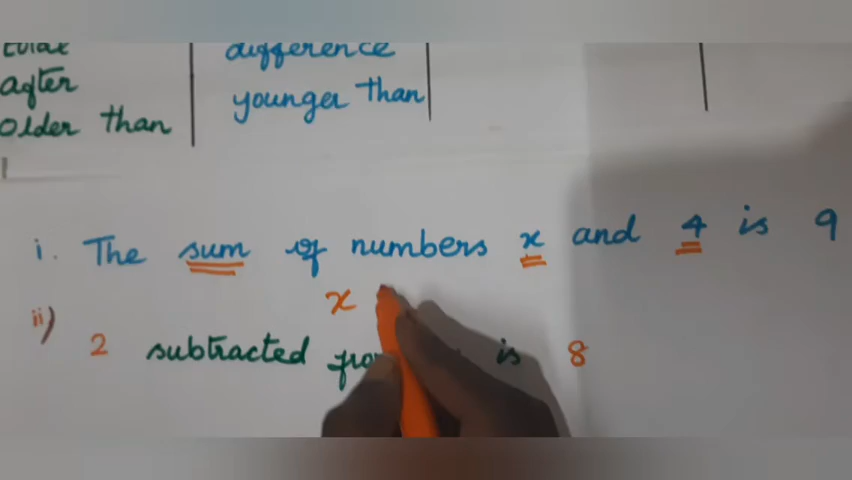 total difference
after younger than
older than
i. The sum of numbers x and 4 is 9
x
ii) 2 subtracted is 8